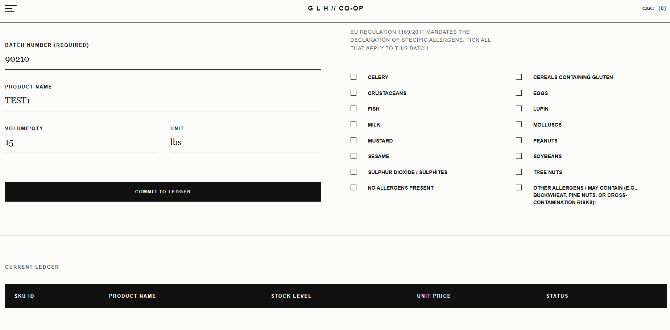 G L H // CO-OP
CART [0]
EU REGULATION 1169/2011 MANDATES THE
DECLARATION OF SPECIFIC ALLERGENS. TICK ALL
THAT APPLY TO THIS BATCH.
BATCH NUMBER (REQUIRED)
90210
PRODUCT NAME
TEST1
VOLUME/QTY
UNIT
15
lbs
COMMIT TO LEDGER
CELERY
CEREALS CONTAINING GLUTEN
CRUSTACEANS
EGGS
FISH
LUPIN
MILK
MOLLUSCS
MUSTARD
PEANUTS
SESAME
SOYBEANS
SULPHUR DIOXIDE / SULPHITES
TREE NUTS
NO ALLERGENS PRESENT
OTHER ALLERGENS / MAY CONTAIN (E.G.,
BUCKWHEAT, PINE NUTS, OR CROSS-
CONTAMINATION RISKS):
CURRENT LEDGER
SKU ID
PRODUCT NAME
STOCK LEVEL
UNIT PRICE
STATUS